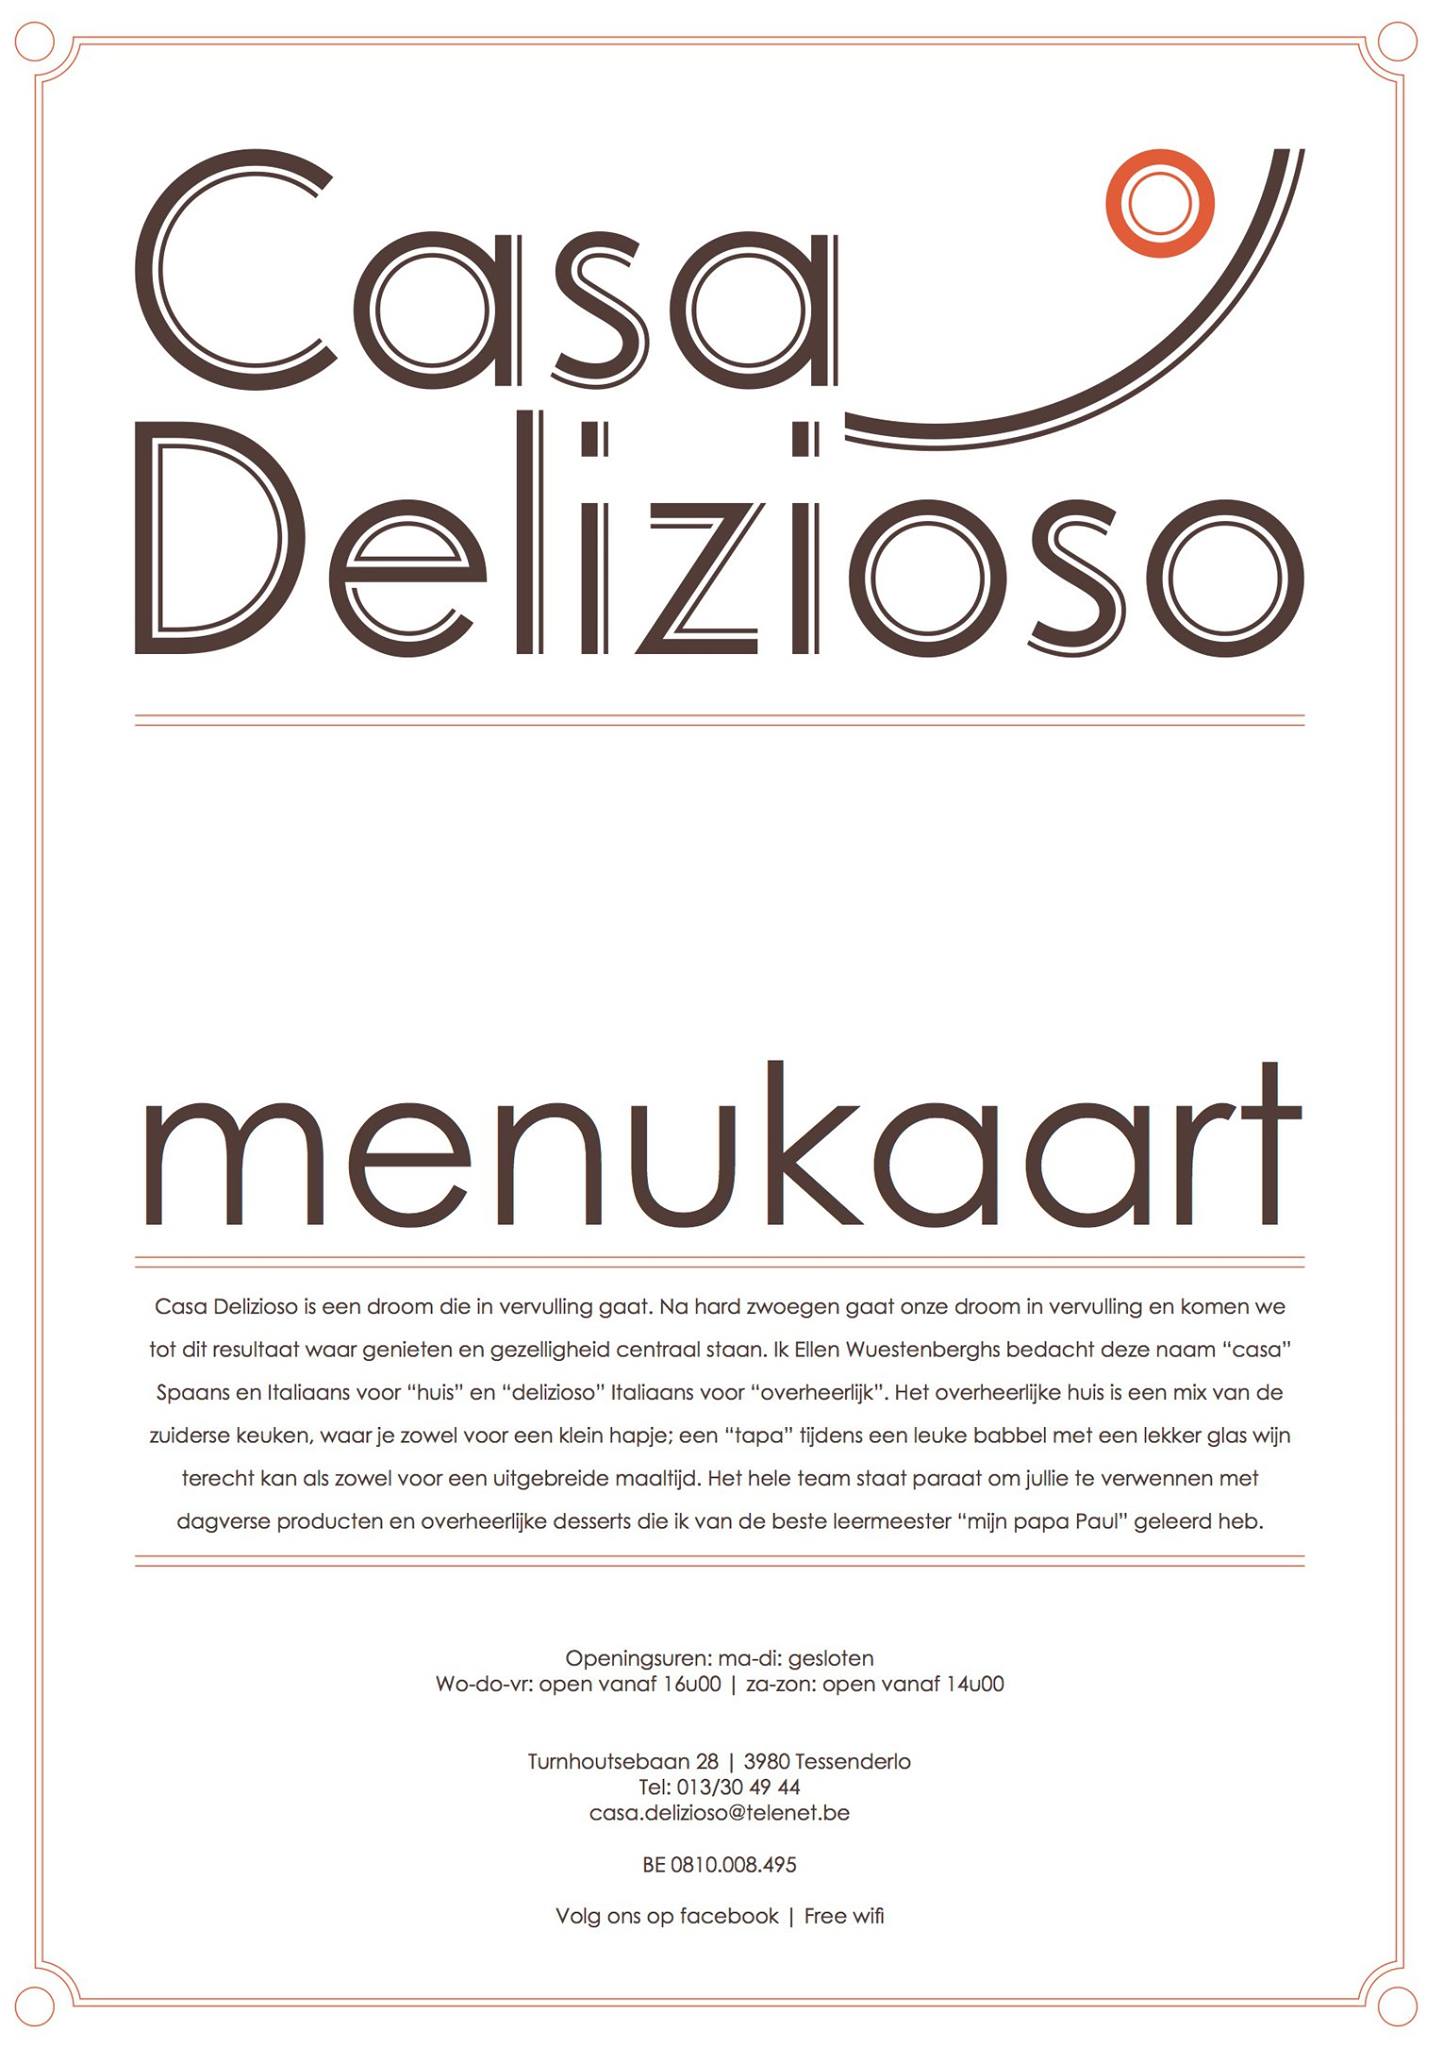 Casa
Delizioso
menukaart
Casa Delizioso is een droom die in vervulling gaat. Na hard zwoegen gaat onze droom in vervulling en komen we
tot dit resultaat waar genieten en gezelligheid centraal staan. Ik Ellen Wuestenberghs bedacht deze naam “casa”
Spaans en Italiaans voor “huis” en “delizioso” Italiaans voor “overheerlijk”. Het overheerlijke huis is een mix van de
zuiderse keuken, waar je zowel voor een klein hapje; een “tapa” tijdens een leuke babbel met een lekker glas wijn
terecht kan als zowel voor een uitgebreide maaltijd. Het hele team staat paraat om jullie te verwennen met
dagverse producten en overheerlijke desserts die ik van de beste leermeester “mijn papa Paul” geleerd heb.
Openingsuren: ma-di: gesloten
Wo-do-vr: open vanaf 16u00 | za-zon: open vanaf 14u00
Turnhoutsebaan 28 | 3980 Tessenderlo
Tel: 013/30 49 44
casa.delizioso@telenet.be
BE 0810.008.495
Volg ons op facebook | Free wifi